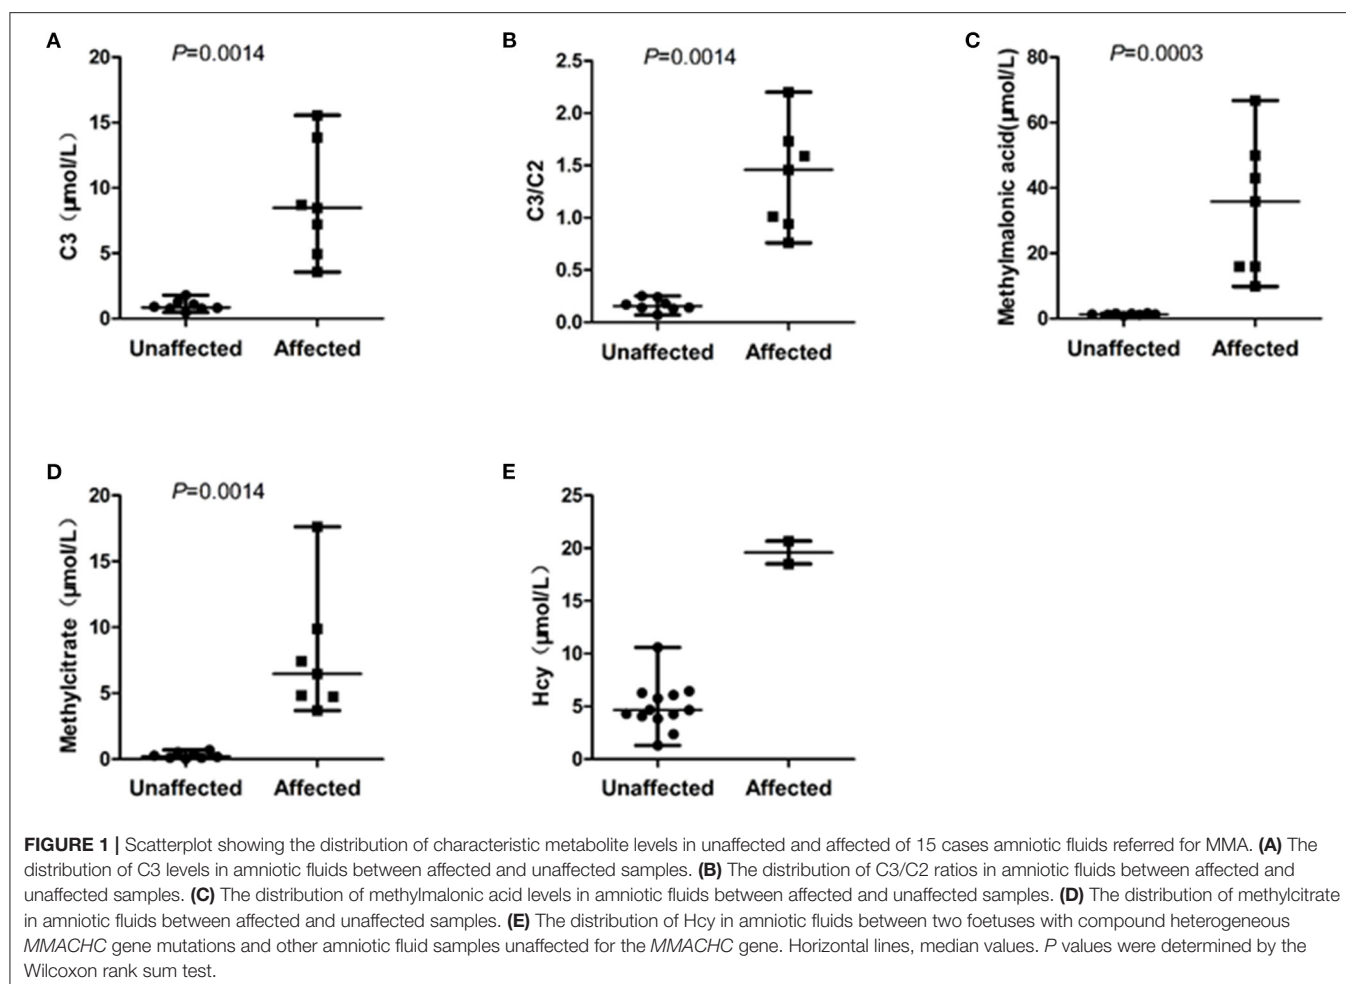 A
P=0.0014
C3（μmol/L）
20
15
10
5
0
Unaffected Affected
B
P=0.0014
C3/C2
2.5
2.0
1.5
1.0
0.5
0.0
Unaffected Affected
C
P=0.0003
Methylmalonic acid(μmol/L)
80
60
40
20
0
Unaffected Affected
D
P=0.0014
Methylcitrate（μmol/L）
20
15
10
5
0
Unaffected Affected
E
Hcy（μmol/L）
25
20
15
10
5
0
Unaffected Affected
FIGURE 1 | Scatterplot showing the distribution of characteristic metabolite levels in unaffected and affected of 15 cases amniotic fluids referred for MMA. (A) The
distribution of C3 levels in amniotic fluids between affected and unaffected samples. (B) The distribution of C3/C2 ratios in amniotic fluids between affected and
unaffected samples. (C) The distribution of methylmalonic acid levels in amniotic fluids between affected and unaffected samples. (D) The distribution of methylcitrate
in amniotic fluids between affected and unaffected samples. (E) The distribution of Hcy in amniotic fluids between two foetuses with compound heterogeneous
MMACHC gene mutations and other amniotic fluid samples unaffected for the MMACHC gene. Horizontal lines, median values. P values were determined by the
Wilcoxon rank sum test.